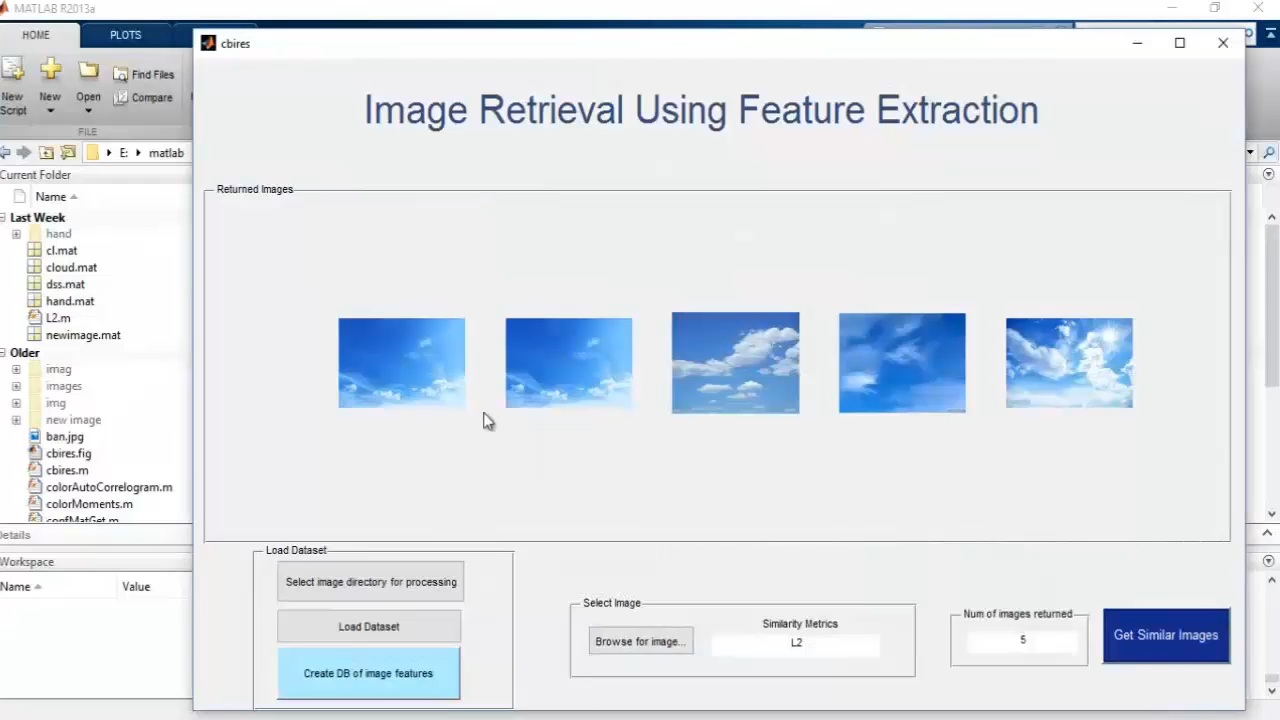 MATLAB R2013a
HOME
PLOTS
cbires
New
Script
New
Open
Find Files
Compare
FILE
E:
matlab
Current Folder
Name
Last Week
hand
cl.mat
cloud.mat
dss.mat
hand.mat
L2.m
newimage.mat
Older
imag
images
img
new image
ban.jpg
cbires.fig
cbires.m
colorAutoCorrelogram.m
colorMoments.m
confMatGet.m
Details
Workspace
Name
Value
Image Retrieval Using Feature Extraction
Returned Images
Load Dataset
Select image directory for processing
Load Dataset
Create DB of image features
Select Image
Browse for image...
Similarity Metrics
L2
Num of images returned
5
Get Similar Images